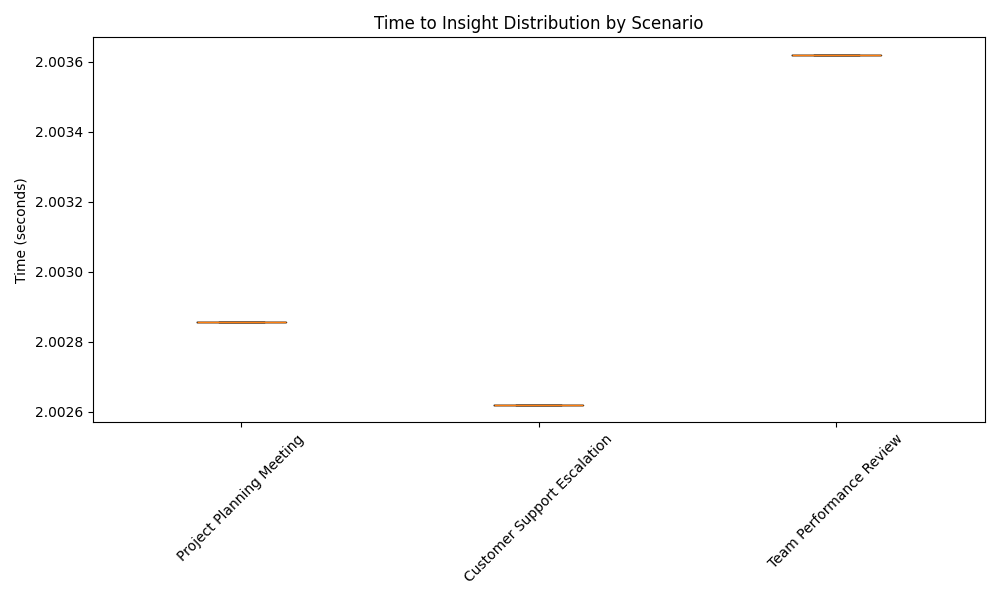 Time to Insight Distribution by Scenario
Time (seconds)
2.0036
2.0034
2.0032
2.0030
2.0028
2.0026
Project Planning Meeting
Customer Support Escalation
Team Performance Review